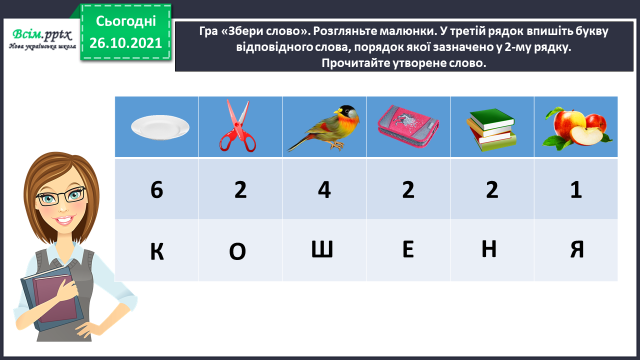 Всім.pptx
Нова українська школа
Сьогодні
26.10.2021
Гра «Збери слово». Розгляньте малюнки. У третій рядок впишіть букву
відповідного слова, порядок якої зазначено у 2-му рядку.
Прочитайте утворене слово.
6 2 4 2 2 1
К О Ш Е Н Я